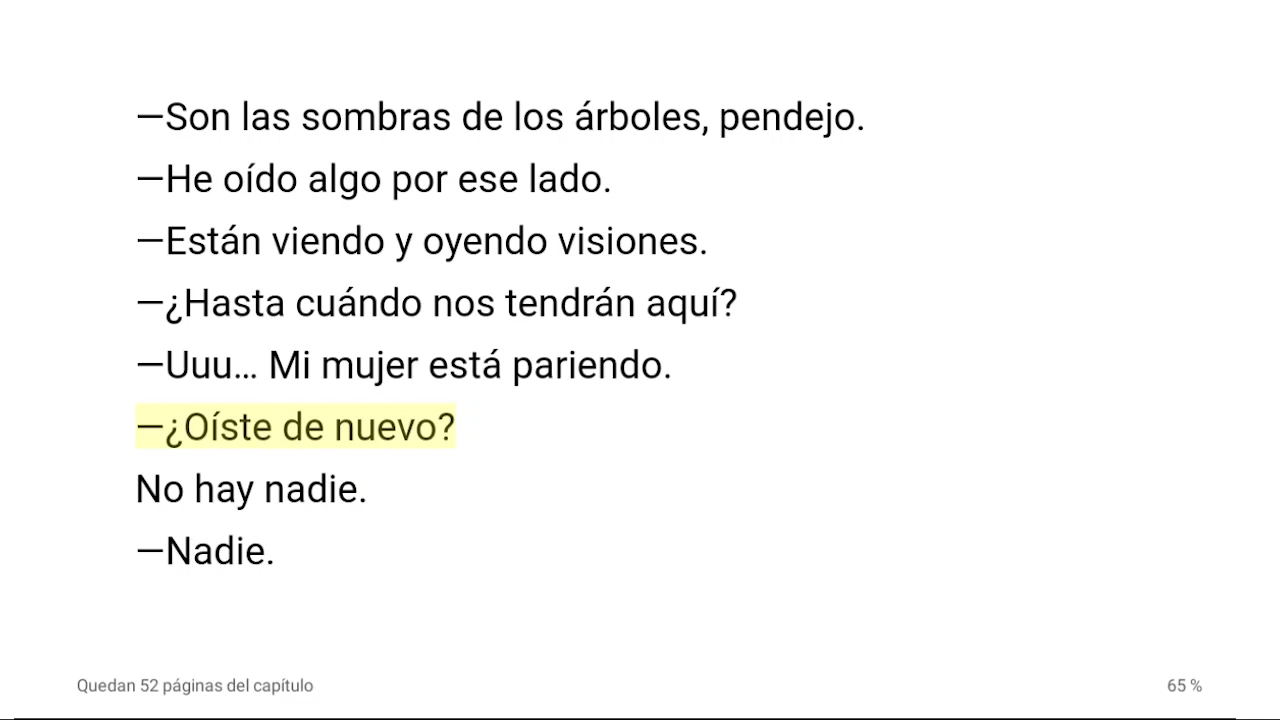 —Son las sombras de los árboles, pendejo.
—He oído algo por ese lado.
—Están viendo y oyendo visiones.
—¿Hasta cuándo nos tendrán aquí?
—Uuu… Mi mujer está pariendo.
—¿Oíste de nuevo?
No hay nadie.
—Nadie.
Quedan 52 páginas del capítulo
65 %